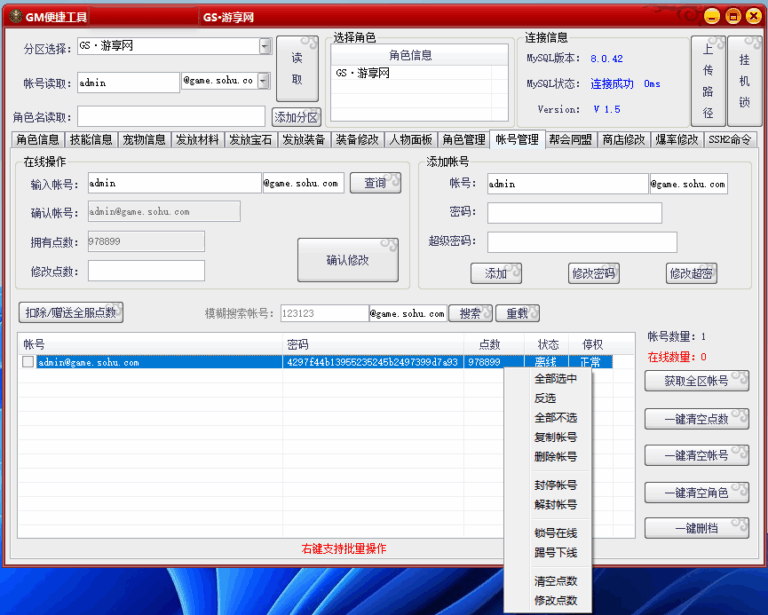 GM便捷工具 GS·游享网
分区选择: GS·游享网
帐号读取: admin @game.sohu.co
角色名读取:
读取
添加分区
选择角色
角色信息
GS·游享网
连接信息
MySQL版本: 8.0.42
MySQL状态: 连接成功 0ms
Version: V 1.5
上传路径
挂机锁
角色信息 技能信息 宠物信息 发放材料 发放宝石 发放装备 装备修改 人物面板 角色管理 帐号管理 帮会同盟 商店修改 爆率修改 SSH2命令
在线操作
输入帐号: admin @game.sohu.com 查询
确认帐号: admin@game.sohu.com
拥有点数: 978899
修改点数:
确认修改
添加帐号
帐号: admin @game.sohu.com
密码:
超级密码:
添加 修改密码 修改超密
扣除/赠送全服点数 模糊搜索帐号: 123123 @game.sohu.com 搜索 重载
帐号 密码 点数 状态 停权
admin@game.sohu.com 4297f44b13955235245b2497399d7a93 978899 离线 正常
全部选中
反选
全部不选
复制帐号
删除帐号
封停帐号
解封帐号
锁号在线
踢号下线
清空点数
修改点数
帐号数量: 1
在线数量: 0
获取全区帐号
一键清空点数
一键清空帐号
一键清空角色
一键删档
右键支持批量操作